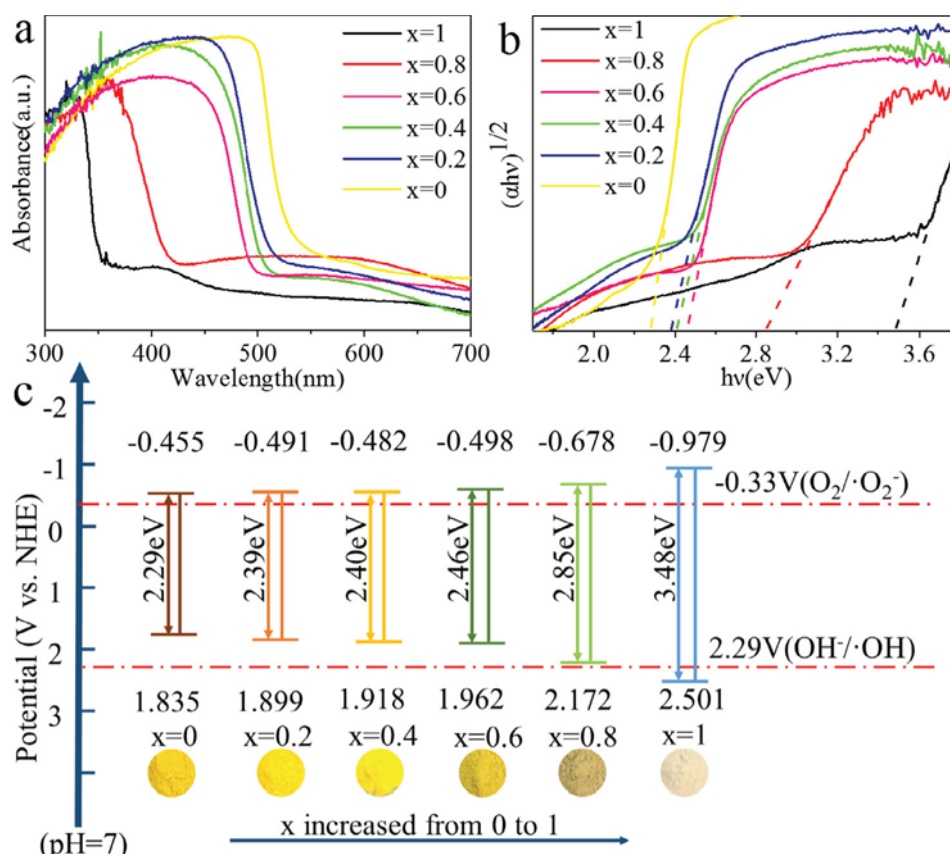 a
x=1
x=0.8
x=0.6
x=0.4
x=0.2
x=0
Absorbance(a.u.)
300 400 500 600 700
Wavelength(nm)
b
x=1
x=0.8
x=0.6
x=0.4
x=0.2
x=0
(αhν)1/2
2.0 2.4 2.8 3.2 3.6
hν(eV)
c
Potential (V vs. NHE)
-2
-1
0
1
2
3
-0.455 -0.491 -0.482 -0.498 -0.678 -0.979
-0.33V(O₂/·O₂⁻)
2.29eV 2.39eV 2.40eV 2.46eV 2.85eV 3.48eV
2.29V(OH⁻/·OH)
1.835 1.899 1.918 1.962 2.172 2.501
x=0 x=0.2 x=0.4 x=0.6 x=0.8 x=1
x increased from 0 to 1
(pH=7)